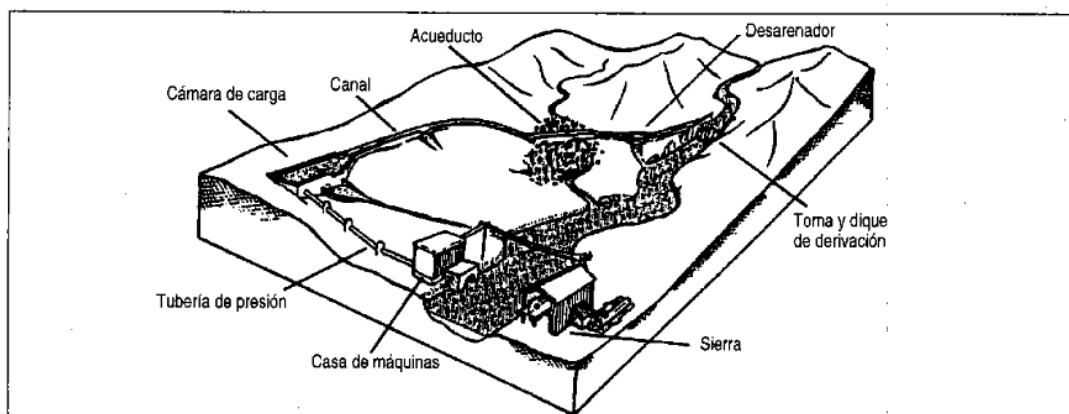 Acueducto
Desarenador
Canal
Cámara de carga
Toma y dique
de derivación
Tubería de presión
Casa de máquinas
Sierra